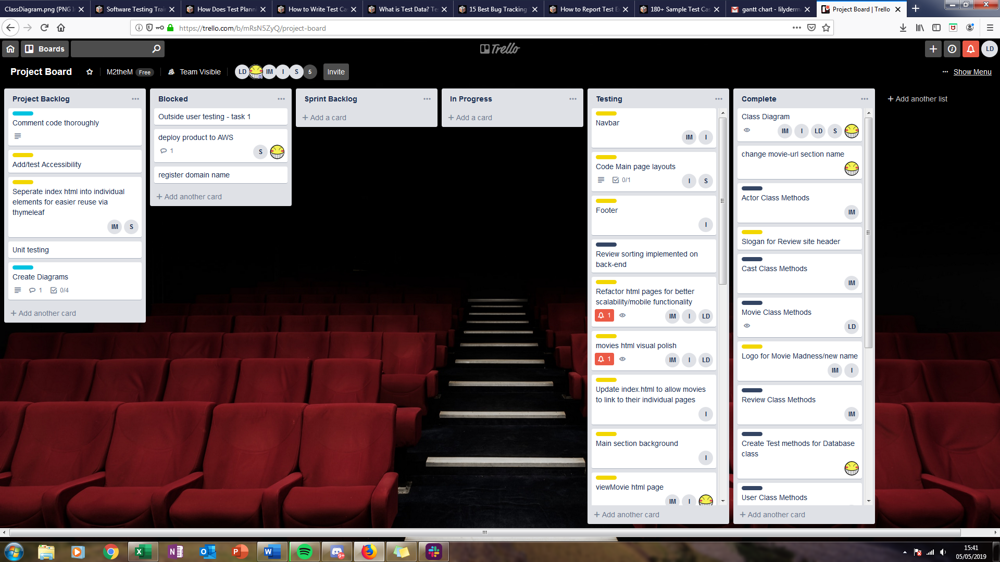 ClassDiagram.png (PNG I
Software Testing Trai
How Does Test Planni
How to Write Test Ca
What is Test Data? Te
15 Best Bug Tracking
How to Report Test E
180+ Sample Test Cas
gantt chart - lilyderm
Project Board | Trello
https://trello.com/b/mRsN5ZyQ/project-board
Boards
Trello
LD
Project Board
M2theM Free
Team Visible
LD IM I S 5
Invite
Show Menu
Project Backlog
Comment code thoroughly
Add/test Accessibility
Seperate index html into individual
elements for easier reuse via
thymeleaf
IM S
Unit testing
Create Diagrams
1 0/4
+ Add another card
Blocked
Outside user testing - task 1
deploy product to AWS
1 S
register domain name
+ Add another card
Sprint Backlog
+ Add a card
In Progress
+ Add a card
Testing
Navbar
IM I
Code Main page layouts
0/1 I S
Footer
I
Review sorting implemented on
back-end
Refactor html pages for better
scalability/mobile functionality
1 IM I LD
movies html visual polish
1 IM I LD
Update index.html to allow movies
to link to their individual pages
I
Main section background
I
viewMovie html page
IM I
+ Add another card
Complete
Class Diagram
IM I LD S
change movie-url section name
Actor Class Methods
IM
Slogan for Review site header
Cast Class Methods
IM
Movie Class Methods
LD
Logo for Movie Madness/new name
IM I
Review Class Methods
IM
Create Test methods for Database
class
User Class Methods
+ Add another card
+ Add another list
9+
15:41
05/05/2019